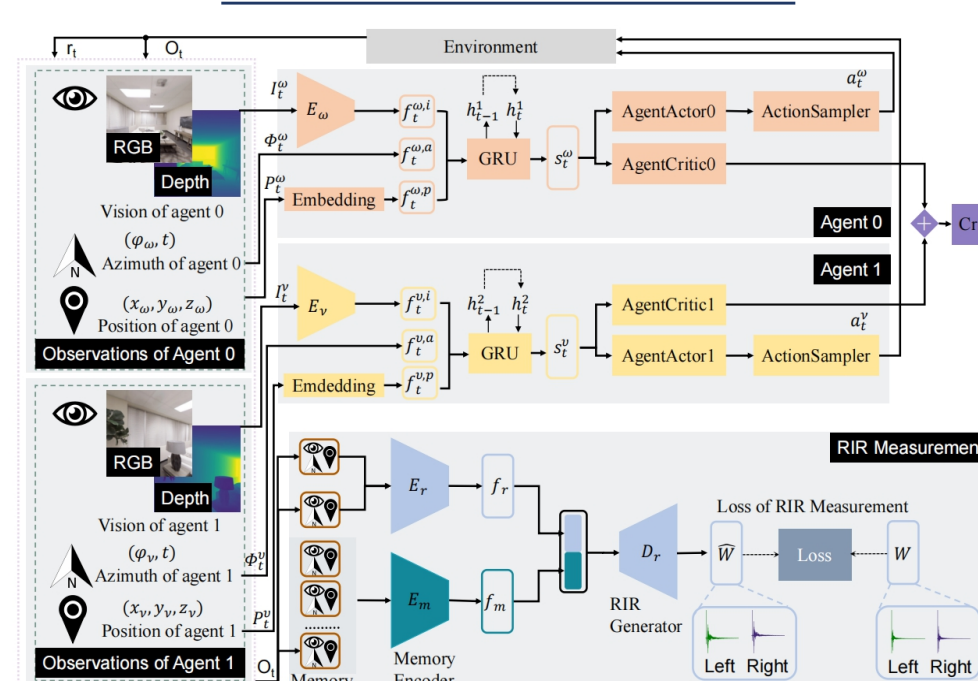 r_t
O_t
Environment
RGB
Depth
Vision of agent 0
(φ_ω, t)
N
Azimuth of agent 0
(x_ω, y_ω, z_ω)
Position of agent 0
Observations of Agent 0
I_t^ω
Φ_t^ω
P_t^ω
E_ω
Embedding
f_t^{ω,i}
f_t^{ω,a}
f_t^{ω,p}
h_{t-1}^1
h_t^1
GRU
s_t^ω
AgentActor0
ActionSampler
a_t^ω
AgentCritic0
Agent 0
Agent 1
I_t^v
E_v
Emdedding
f_t^{v,i}
f_t^{v,a}
f_t^{v,p}
h_{t-1}^2
h_t^2
GRU
s_t^v
AgentCritic1
AgentActor1
ActionSampler
a_t^v
+
Cr
RGB
Depth
Vision of agent 1
(φ_v, t)
N
Azimuth of agent 1
(x_v, y_v, z_v)
Position of agent 1
Observations of Agent 1
Φ_t^v
P_t^v
O_t
RIR Measuremen
E_r
f_r
.........
Memory
E_m
Memory
Encoder
f_m
D_r
RIR
Generator
Loss of RIR Measurement
Ŵ
Loss
W
Left Right
Left Right